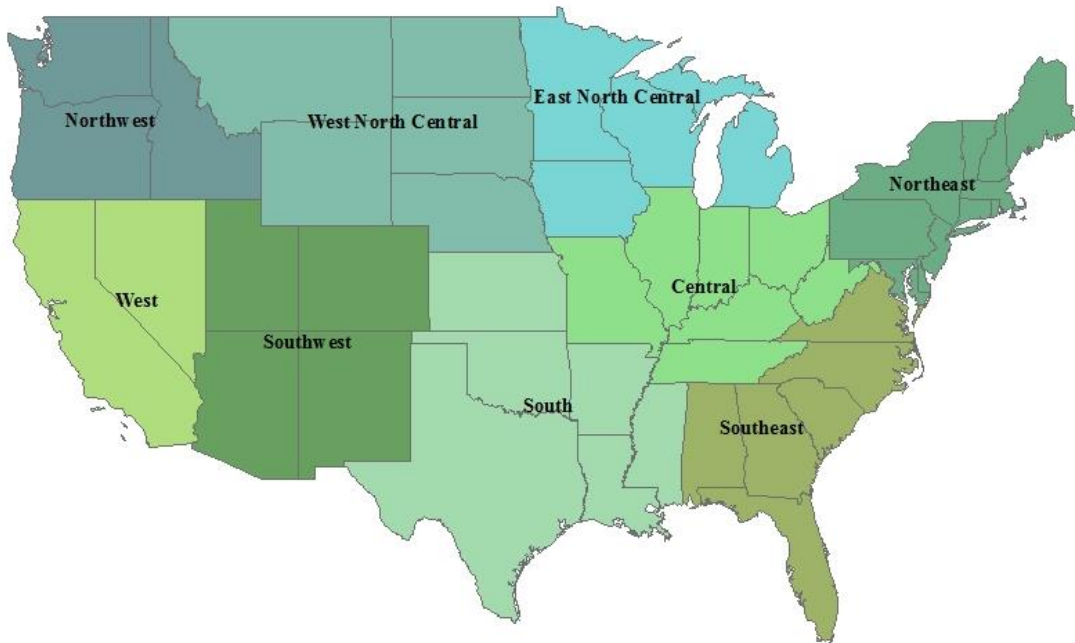 East North Central
Northwest
West North Central
Northeast
Central
West
Southwest
South
Southeast